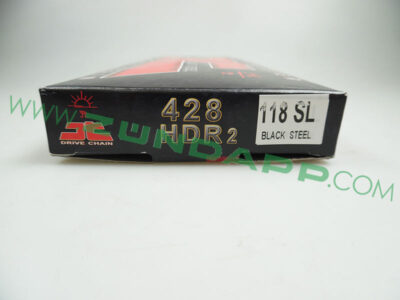 428
HDR2
118 SL
BLACK STEEL
DRIVE CHAIN
WWW.ZUNDAPP.COM